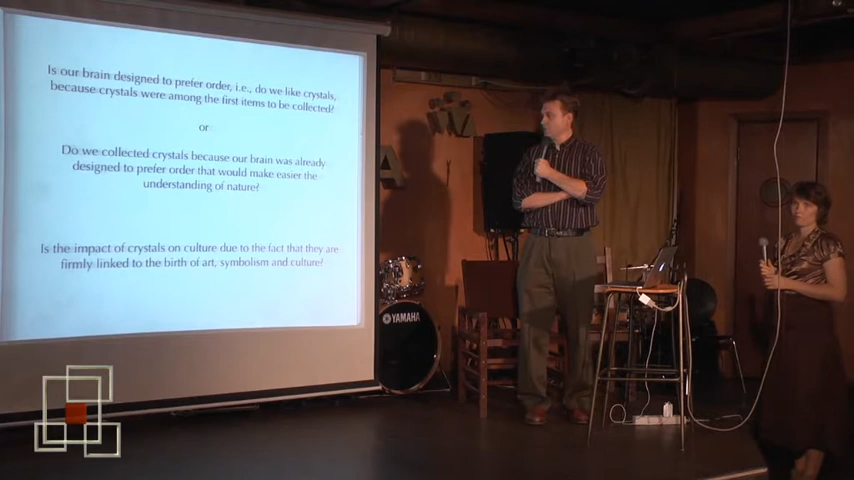 Is our brain designed to prefer order, i.e., do we like crystals,
because crystals were among the first items to be collected?
or
Do we collected crystals because our brain was already
designed to prefer order that would make easier the
understanding of nature?
Is the impact of crystals on culture due to the fact that they are
firmly linked to the birth of art, symbolism and culture?
YAMAHA